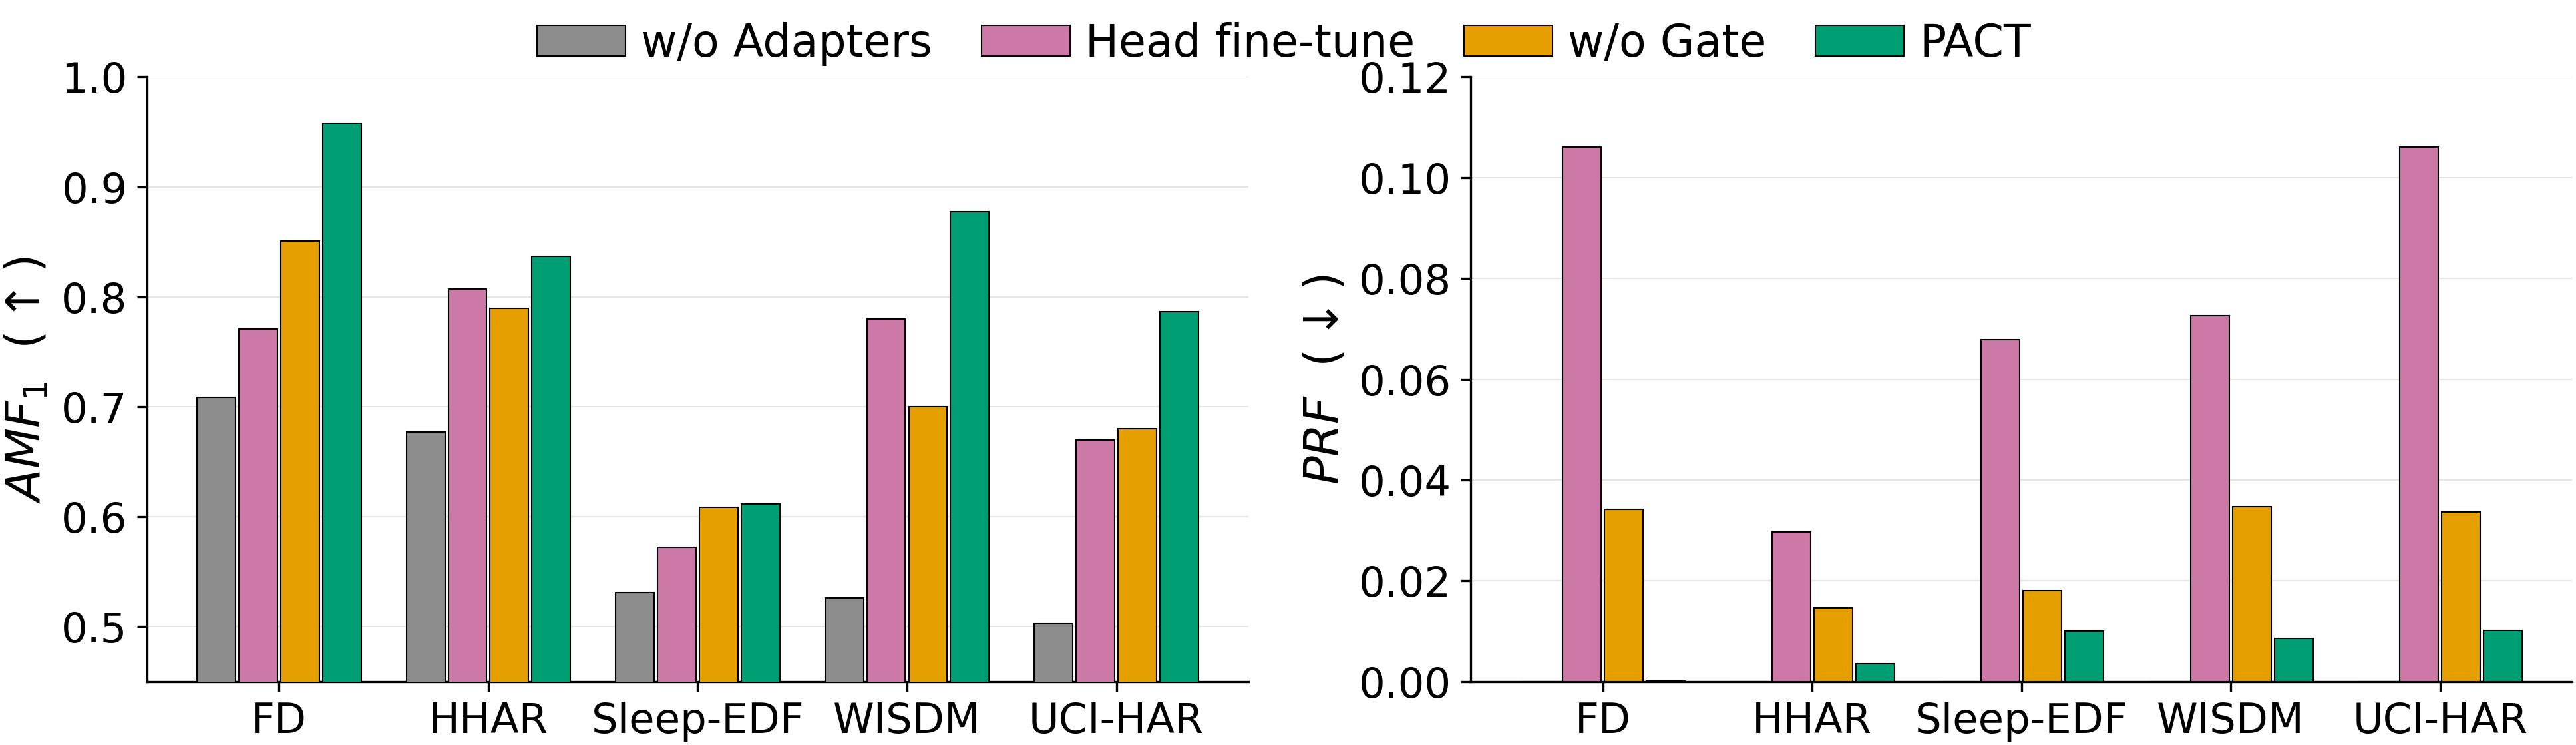 w/o Adapters Head fine-tune w/o Gate PACT
AMF₁ (↑)
1.0
0.9
0.8
0.7
0.6
0.5
FD HHAR Sleep-EDF WISDM UCI-HAR
PRF (↓)
0.12
0.10
0.08
0.06
0.04
0.02
0.00
FD HHAR Sleep-EDF WISDM UCI-HAR